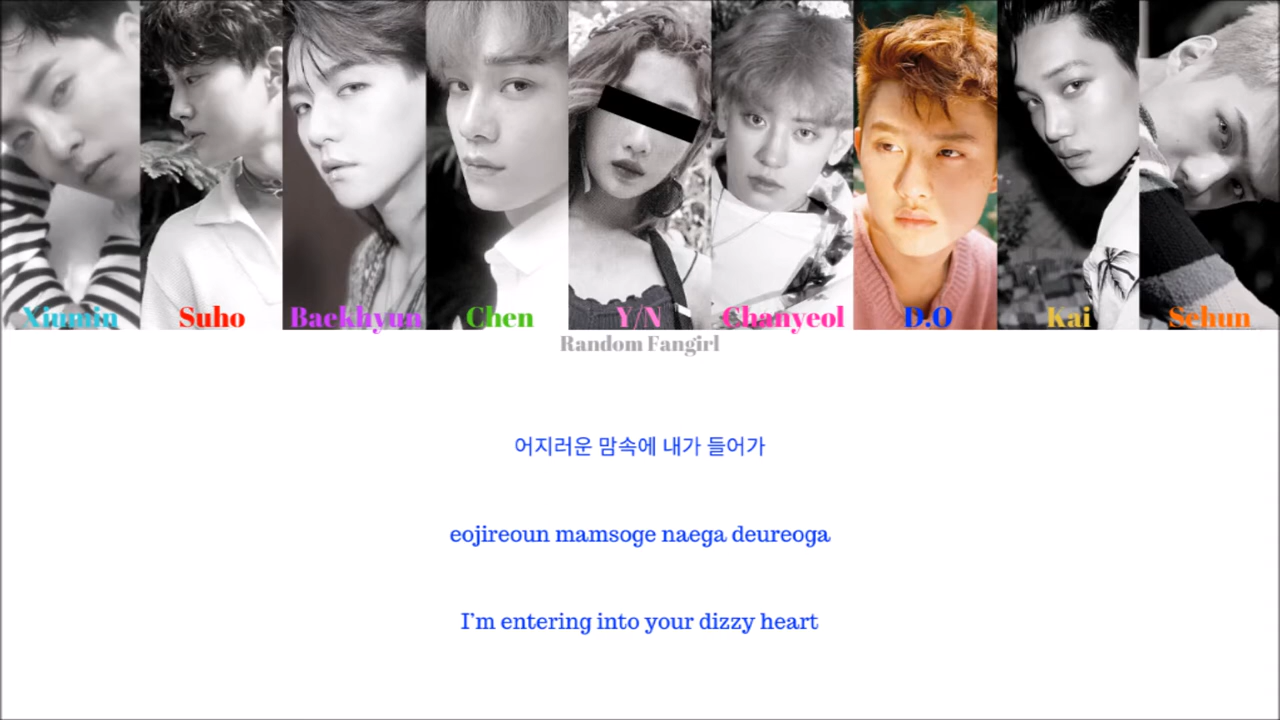 Xiumin Suho Baekhyun Chen Y/N Chanyeol D.O Kai Sehun
Random Fangirl
어지러운 맘속에 내가 들어가
eojireoun mamsoge naega deureoga
I'm entering into your dizzy heart